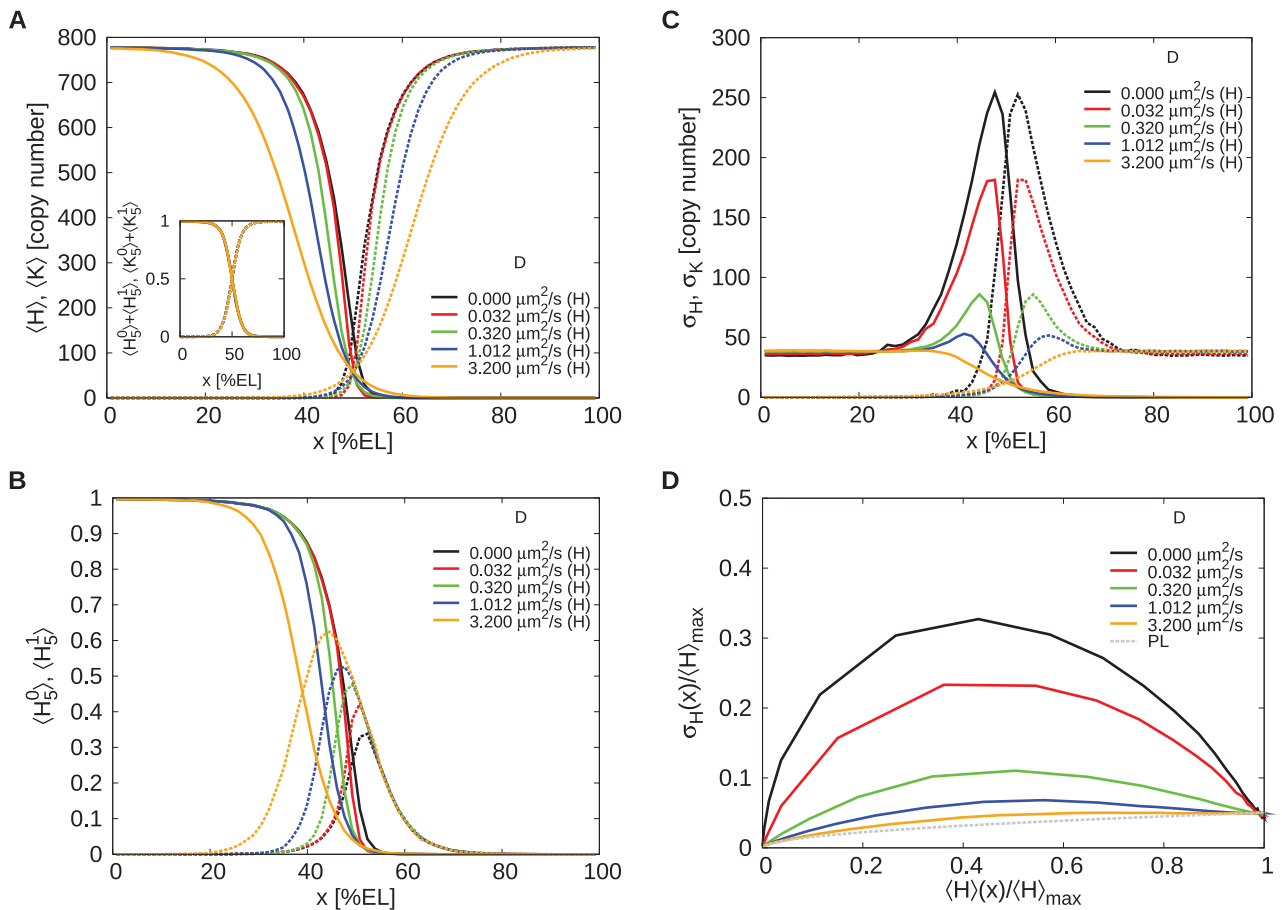 A
800
700
600
500
400
300
200
100
0
⟨H⟩, ⟨K⟩ [copy number]
0
20
40
60
80
100
x [%EL]
D
0.000 μm²/s (H)
0.032 μm²/s (H)
0.320 μm²/s (H)
1.012 μm²/s (H)
3.200 μm²/s (H)
1
0.5
0
⟨H₅⁰⟩+⟨H₅¹⟩, ⟨K₅⁰⟩+⟨K₅¹⟩
0
50
100
x [%EL]
C
300
250
200
150
100
50
0
σ_H, σ_K [copy number]
0
20
40
60
80
100
x [%EL]
D
0.000 μm²/s (H)
0.032 μm²/s (H)
0.320 μm²/s (H)
1.012 μm²/s (H)
3.200 μm²/s (H)
B
1
0.9
0.8
0.7
0.6
0.5
0.4
0.3
0.2
0.1
0
⟨H₅⁰⟩, ⟨H₅¹⟩
0
20
40
60
80
100
x [%EL]
D
0.000 μm²/s (H)
0.032 μm²/s (H)
0.320 μm²/s (H)
1.012 μm²/s (H)
3.200 μm²/s (H)
D
0.5
0.4
0.3
0.2
0.1
0
σ_H(x)/⟨H⟩_max
0
0.2
0.4
0.6
0.8
1
⟨H⟩(x)/⟨H⟩_max
D
0.000 μm²/s
0.032 μm²/s
0.320 μm²/s
1.012 μm²/s
3.200 μm²/s
PL